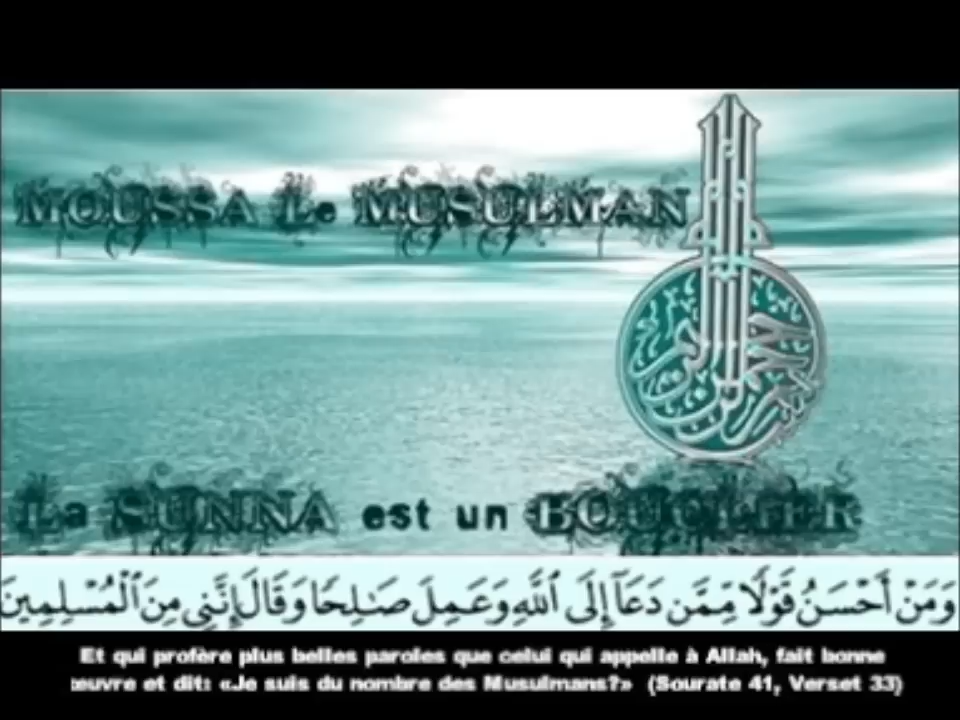 MOUSSA Le MUSULMAN
La SUNNA est un BOUCLIER
وَمَنْ أَحْسَنُ قَوْلًا مِمَّن دَعَآ إِلَى ٱللَّهِ وَعَمِلَ صَـٰلِحًا وَقَالَ إِنَّنِى مِنَ ٱلْمُسْلِمِينَ
Et qui profère plus belles paroles que celui qui appelle à Allah, fait bonne
œuvre et dit: «Je suis du nombre des Musulmans?» (Sourate 41, Verset 33)